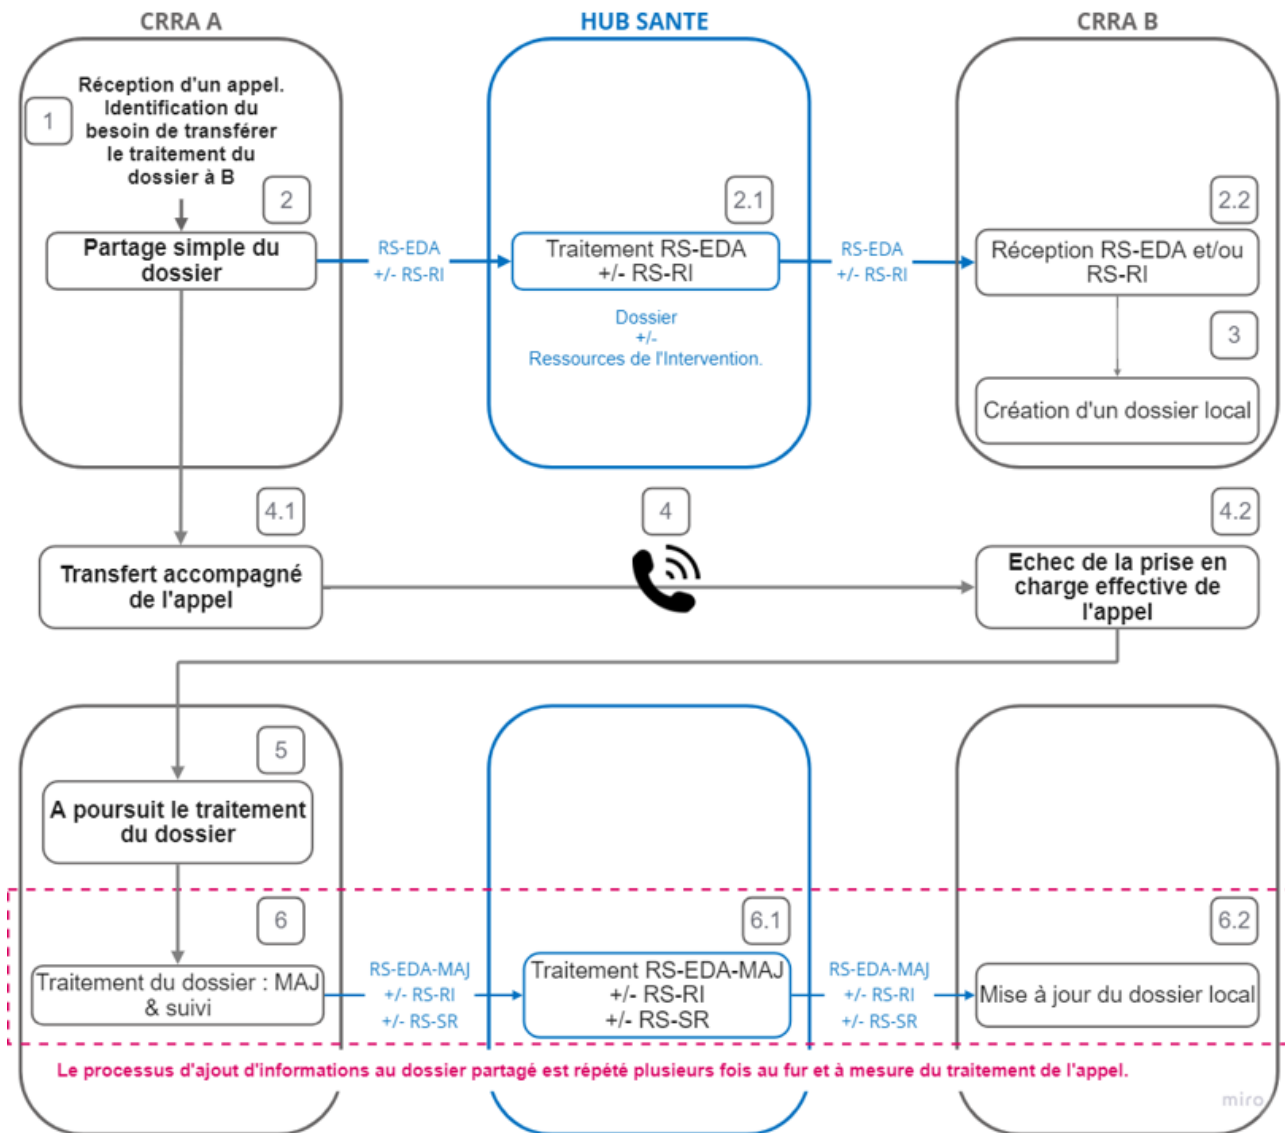 CRRA A
HUB SANTE
CRRA B
1
Réception d'un appel.
Identification du
besoin de transférer
le traitement du
dossier à B
2
Partage simple du
dossier
RS-EDA
+/- RS-RI
2.1
Traitement RS-EDA
+/- RS-RI
Dossier
+/-
Ressources de l'Intervention.
RS-EDA
+/- RS-RI
2.2
Réception RS-EDA et/ou
RS-RI
3
Création d'un dossier local
4.1
Transfert accompagné
de l'appel
4
4.2
Echec de la prise en
charge effective de
l'appel
5
A poursuit le traitement
du dossier
6
Traitement du dossier : MAJ
& suivi
RS-EDA-MAJ
+/- RS-RI
+/- RS-SR
6.1
Traitement RS-EDA-MAJ
+/- RS-RI
+/- RS-SR
RS-EDA-MAJ
+/- RS-RI
+/- RS-SR
6.2
Mise à jour du dossier local
Le processus d'ajout d'informations au dossier partagé est répété plusieurs fois au fur et à mesure du traitement de l'appel.
miro